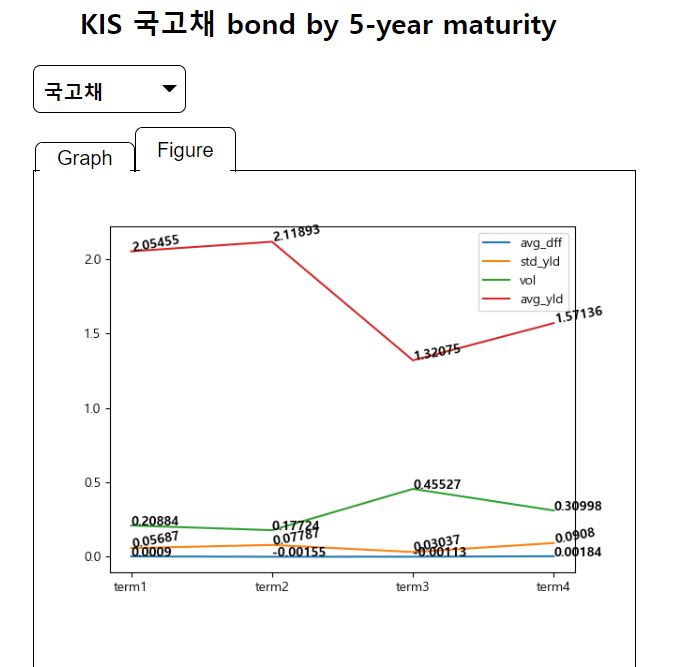 KIS 국고채 bond by 5-year maturity
국고채
Graph
Figure
avg_dff
std_yld
vol
avg_yld
2.05455
2.11893
1.32075
1.57136
0.20884
0.17724
0.45527
0.30998
0.05687
0.07787
0.03037
0.0908
0.0009
-0.00155
-0.00113
0.00184
2.0
1.5
1.0
0.5
0.0
term1
term2
term3
term4